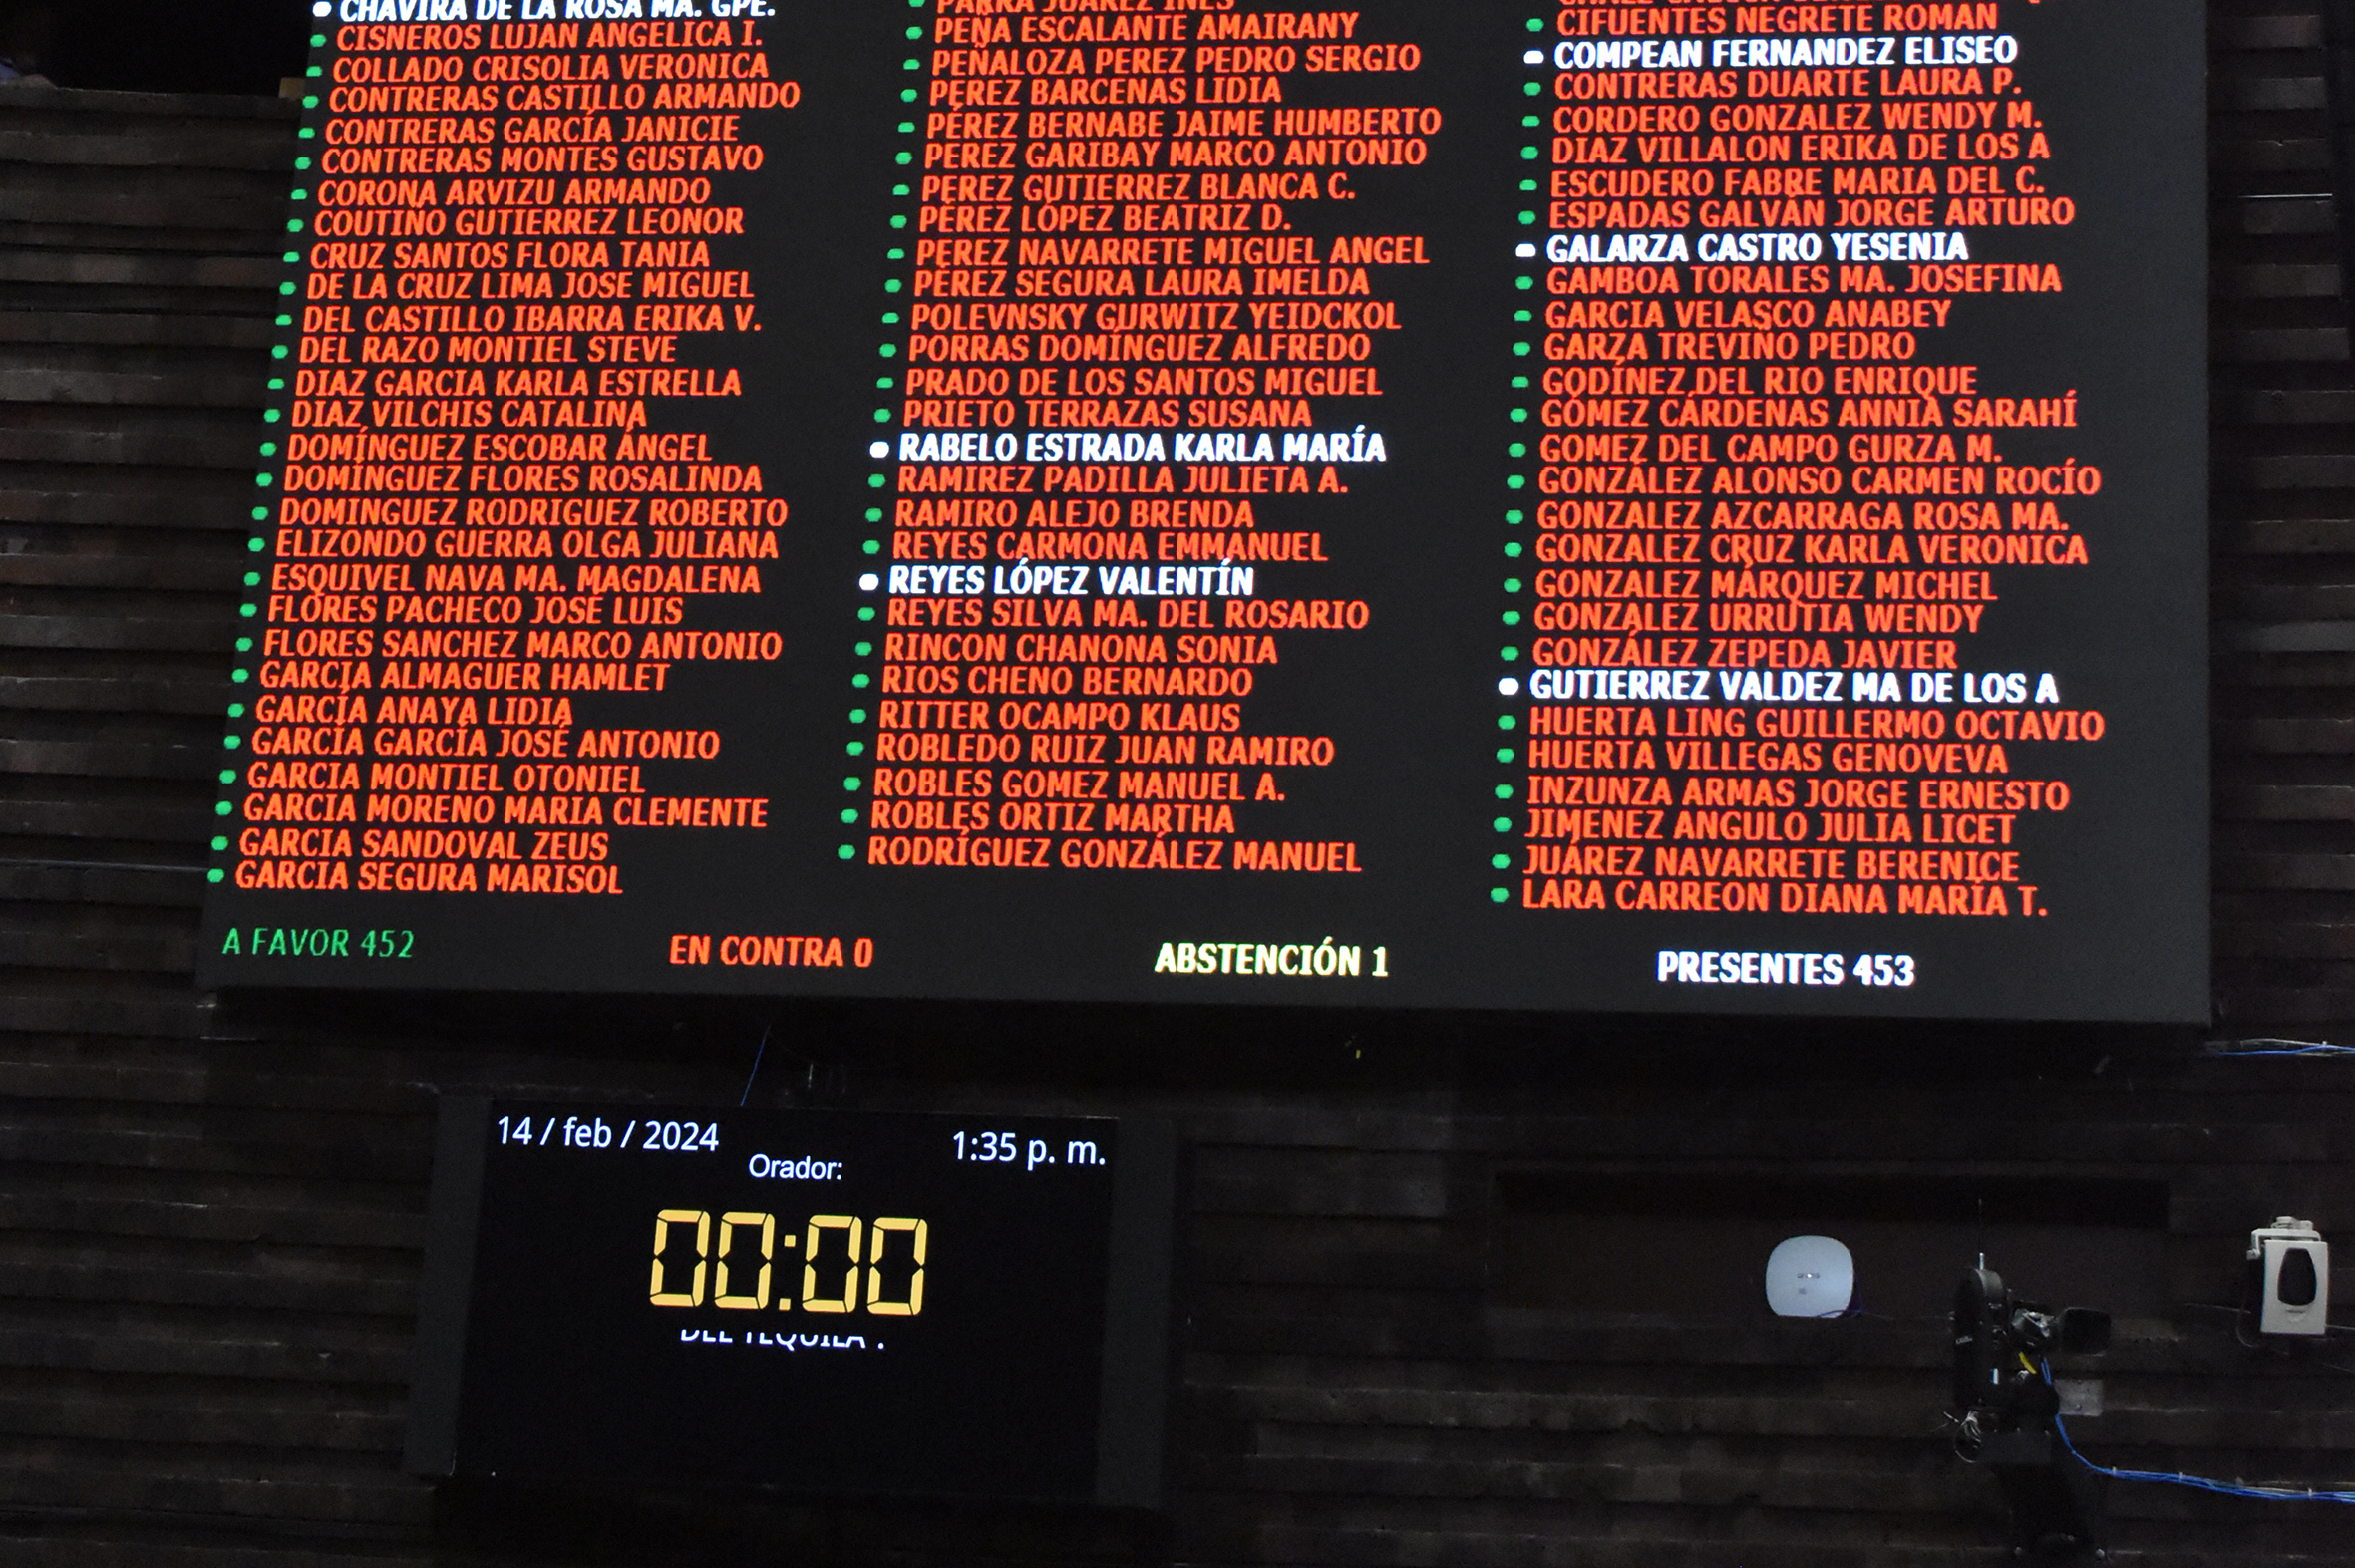 CHAVIRA DE LA ROSA MA. GPE.
CISNEROS LUJAN ANGELICA I.
COLLADO CRISOLIA VERONICA
CONTRERAS CASTILLO ARMANDO
CONTRERAS GARCÍA JANICIE
CONTRERAS MONTES GUSTAVO
CORONA ARVIZU ARMANDO
COUTIÑO GUTIERREZ LEONOR
CRUZ SANTOS FLORA TANIA
DE LA CRUZ LIMA JOSE MIGUEL
DEL CASTILLO IBARRA ERIKA V.
DEL RAZO MONTIEL STEVE
DIAZ GARCIA KARLA ESTRELLA
DIAZ VILCHIS CATALINA
DOMÍNGUEZ ESCOBAR ÁNGEL
DOMÍNGUEZ FLORES ROSALINDA
DOMINGUEZ RODRIGUEZ ROBERTO
ELIZONDO GUERRA OLGA JULIANA
ESQUIVEL NAVA MA. MAGDALENA
FLORES PACHECO JOSÉ LUIS
FLORES SANCHEZ MARCO ANTONIO
GARCIA ALMAGUER HAMLET
GARCÍA ANAYA LIDIA
GARCÍA GARCÍA JOSÉ ANTONIO
GARCIA MONTIEL OTONIEL
GARCIA MORENO MARIA CLEMENTE
GARCIA SANDOVAL ZEUS
GARCIA SEGURA MARISOL
PARRA JUAREZ INES
PEÑA ESCALANTE AMAIRANY
PEÑALOZA PEREZ PEDRO SERGIO
PEREZ BARCENAS LIDIA
PÉREZ BERNABE JAIME HUMBERTO
PEREZ GARIBAY MARCO ANTONIO
PEREZ GUTIERREZ BLANCA C.
PÉREZ LÓPEZ BEATRIZ D.
PEREZ NAVARRETE MIGUEL ANGEL
PÉREZ SEGURA LAURA IMELDA
POLEVNSKY GURWITZ YEIDCKOL
PORRAS DOMÍNGUEZ ALFREDO
PRADO DE LOS SANTOS MIGUEL
PRIETO TERRAZAS SUSANA
RABELO ESTRADA KARLA MARÍA
RAMIREZ PADILLA JULIETA A.
RAMIRO ALEJO BRENDA
REYES CARMONA EMMANUEL
REYES LÓPEZ VALENTÍN
REYES SILVA MA. DEL ROSARIO
RINCON CHANONA SONIA
RIOS CHENO BERNARDO
RITTER OCAMPO KLAUS
ROBLEDO RUIZ JUAN RAMIRO
ROBLES GOMEZ MANUEL A.
ROBLES ORTIZ MARTHA
RODRÍGUEZ GONZÁLEZ MANUEL
CIFUENTES NEGRETE ROMAN
COMPEAN FERNANDEZ ELISEO
CONTRERAS DUARTE LAURA P.
CORDERO GONZALEZ WENDY M.
DIAZ VILLALON ERIKA DE LOS A
ESCUDERO FABRE MARIA DEL C.
ESPADAS GALVÁN JORGE ARTURO
GALARZA CASTRO YESENIA
GAMBOA TORALES MA. JOSEFINA
GARCIA VELASCO ANABEY
GARZA TREVIÑO PEDRO
GODÍNEZ DEL RIO ENRIQUE
GÓMEZ CÁRDENAS ANNIA SARAHÍ
GOMEZ DEL CAMPO GURZA M.
GONZÁLEZ ALONSO CARMEN ROCÍO
GONZALEZ AZCARRAGA ROSA MA.
GONZALEZ CRUZ KARLA VERONICA
GONZALEZ MÁRQUEZ MICHEL
GONZALEZ URRUTIA WENDY
GONZÁLEZ ZEPEDA JAVIER
GUTIERREZ VALDEZ MA DE LOS A
HUERTA LING GUILLERMO OCTAVIO
HUERTA VILLEGAS GENOVEVA
INZUNZA ARMAS JORGE ERNESTO
JIMENEZ ANGULO JULIA LICET
JUÁREZ NAVARRETE BERENICE
LARA CARREON DIANA MARÍA T.
A FAVOR 452
EN CONTRA 0
ABSTENCIÓN 1
PRESENTES 453
14 / feb / 2024
1:35 p. m.
Orador:
00:00
DEL TEQUILA".